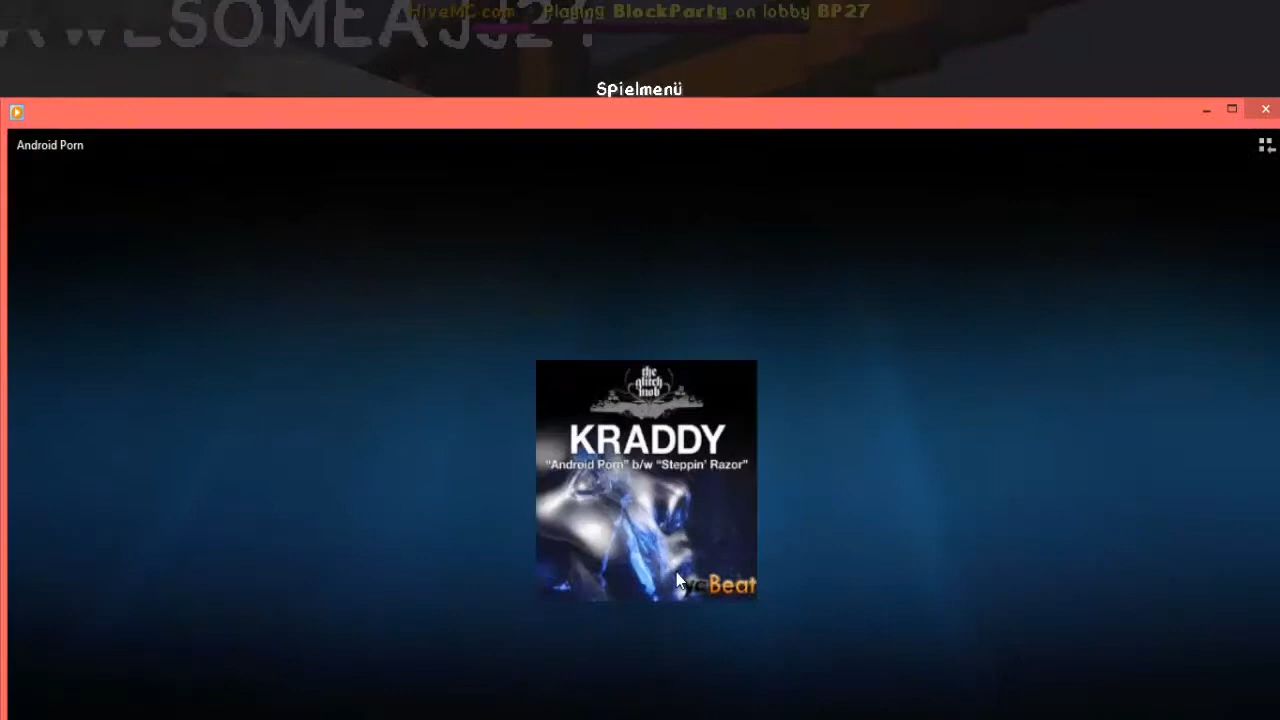 HiveMC.com Playing BlockParty on lobby BP27
AWESOMEAJJ24
Spielmenü
Android Porn
the
glitch
mob
KRADDY
"Android Porn" b/w "Steppin' Razor"
Beat